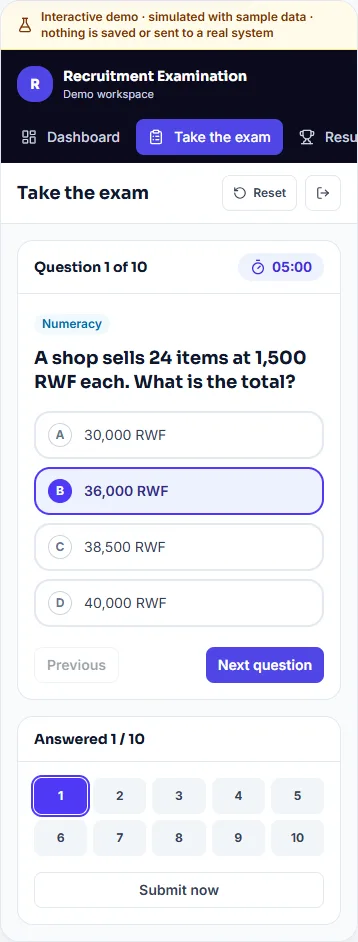 Interactive demo · simulated with sample data ·
nothing is saved or sent to a real system
R
Recruitment Examination
Demo workspace
Dashboard
Take the exam
Resu
Take the exam
Reset
Question 1 of 10
05:00
Numeracy
A shop sells 24 items at 1,500
RWF each. What is the total?
A 30,000 RWF
B 36,000 RWF
C 38,500 RWF
D 40,000 RWF
Previous
Next question
Answered 1 / 10
1 2 3 4 5
6 7 8 9 10
Submit now